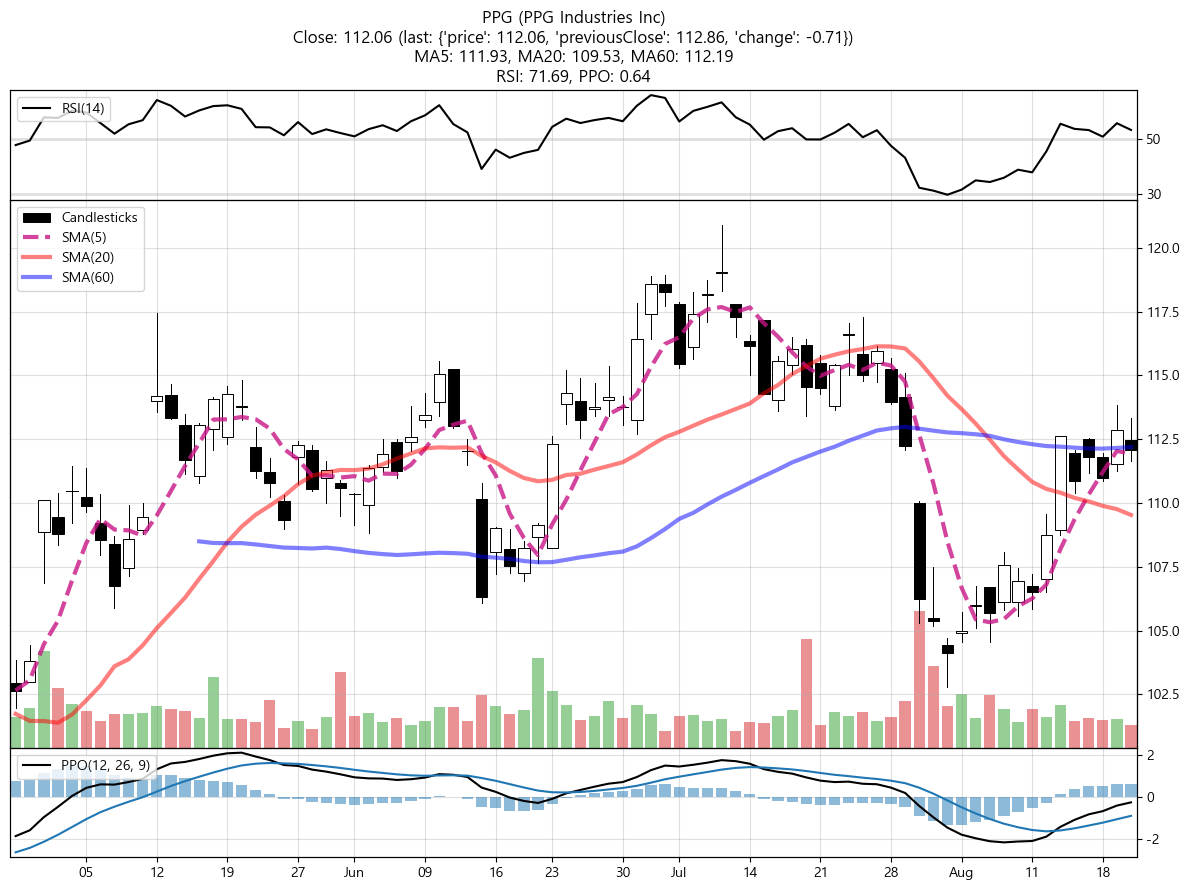 PPG (PPG Industries Inc)
Close: 112.06 (last: {'price': 112.06, 'previousClose': 112.86, 'change': -0.71})
MA5: 111.93, MA20: 109.53, MA60: 112.19
RSI: 71.69, PPO: 0.64
RSI(14)
50
30
Candlesticks
SMA(5)
SMA(20)
SMA(60)
120.0
117.5
115.0
112.5
110.0
107.5
105.0
102.5
PPO(12, 26, 9)
2
0
-2
05 12 19 27 Jun 09 16 23 30 Jul 14 21 28 Aug 11 18